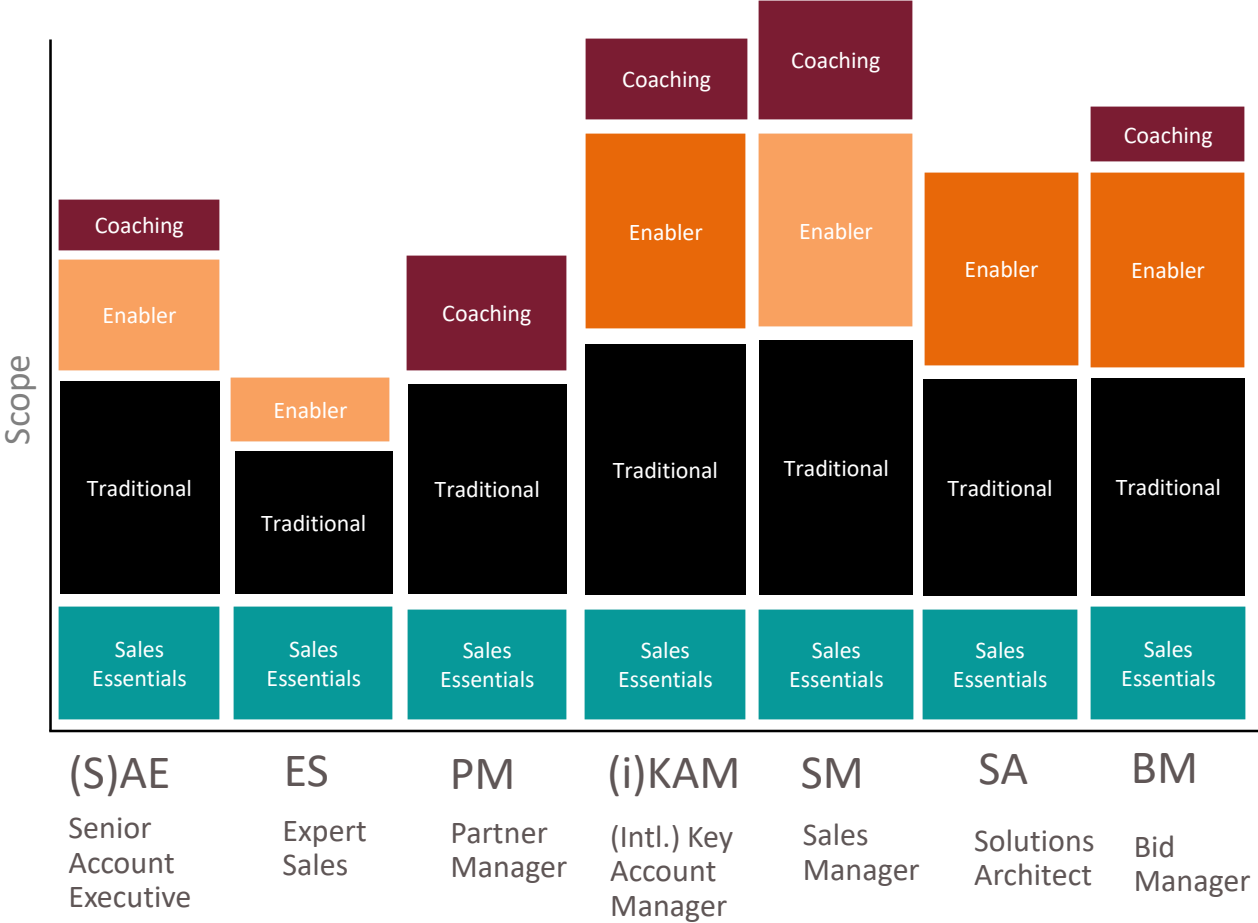 Scope
Coaching
Enabler
Traditional
Sales
Essentials
Enabler
Traditional
Sales
Essentials
Coaching
Traditional
Sales
Essentials
Coaching
Enabler
Traditional
Sales
Essentials
Coaching
Enabler
Traditional
Sales
Essentials
Enabler
Traditional
Sales
Essentials
Coaching
Enabler
Traditional
Sales
Essentials
(S)AE
Senior
Account
Executive
ES
Expert
Sales
PM
Partner
Manager
(i)KAM
(Intl.) Key
Account
Manager
SM
Sales
Manager
SA
Solutions
Architect
BM
Bid
Manager